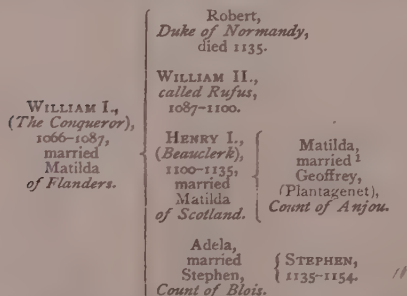 Robert,
Duke of Normandy,
died 1135.
WILLIAM II.,
called Rufus,
1087-1100.
WILLIAM I.,
(The Conqueror),
1066-1087,
married
Matilda
of Flanders.
HENRY I.,
(Beauclerk),
1100-1135,
married
Matilda
of Scotland.
Matilda,
married 1
Geoffrey,
(Plantagenet),
Count of Anjou.
Adela,
married
Stephen,
Count of Blois.
STEPHEN,
1135-1154.